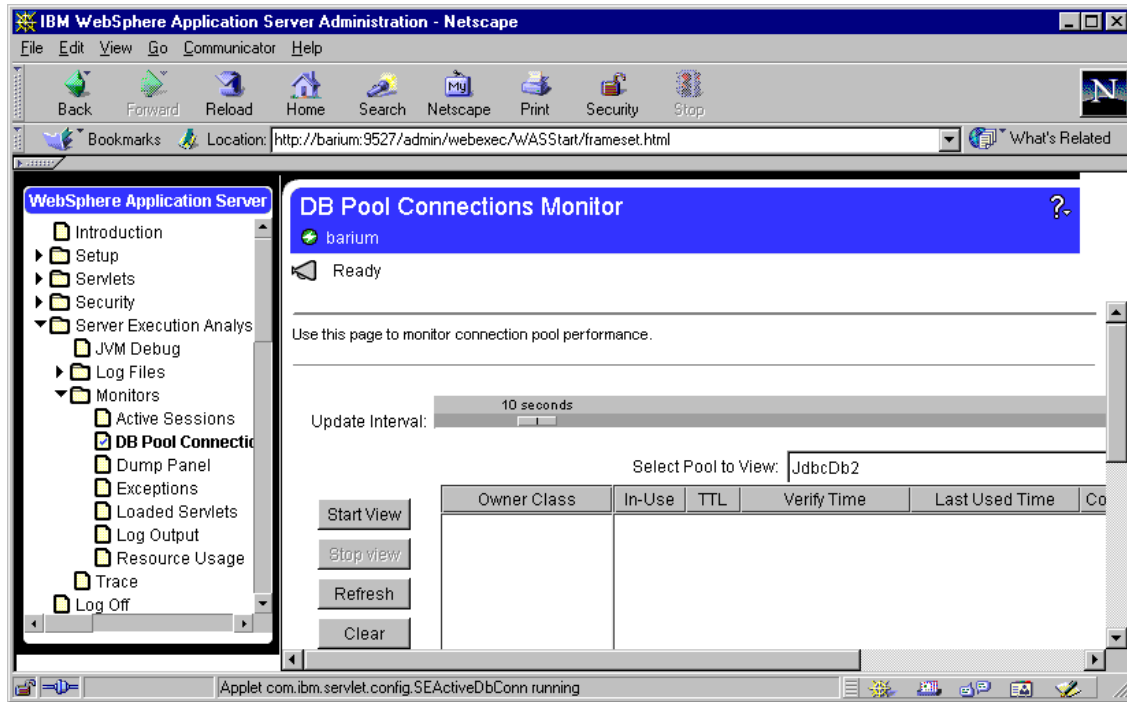 IBM WebSphere Application Server Administration - Netscape
File Edit View Go Communicator Help
Back Forward Reload Home Search Netscape Print Security Stop
My
N
Bookmarks Location: http://barium:9527/admin/webexec/WASStart/frameset.html What's Related
WebSphere Application Server
Introduction
Setup
Servlets
Security
Server Execution Analys
JVM Debug
Log Files
Monitors
Active Sessions
DB Pool Connectic
Dump Panel
Exceptions
Loaded Servlets
Log Output
Resource Usage
Trace
Log Off
DB Pool Connections Monitor
?
barium
Ready
Use this page to monitor connection pool performance.
Update Interval: 10 seconds
Select Pool to View: JdbcDb2
Owner Class In-Use TTL Verify Time Last Used Time Co
Start View
Stop view
Refresh
Clear
Applet com.ibm.servlet.config.SEActiveDbConn running